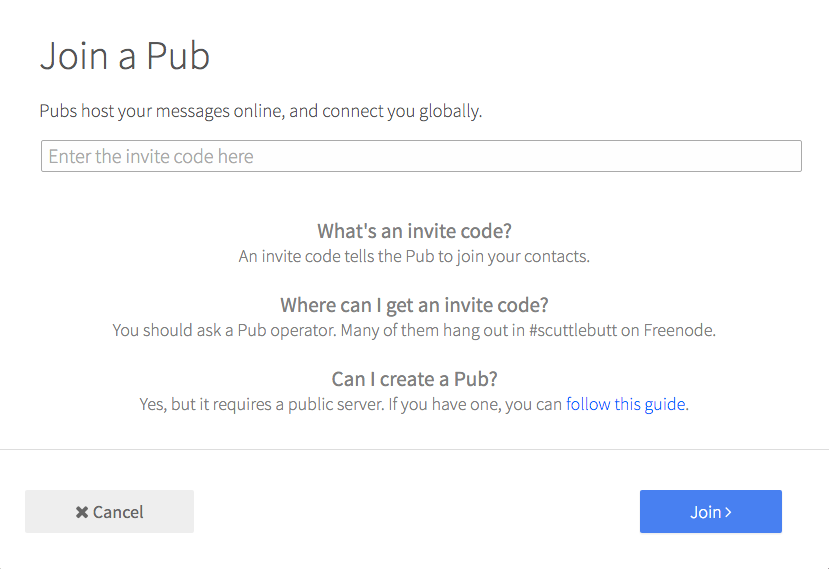 Join a Pub
Pubs host your messages online, and connect you globally.
Enter the invite code here
What's an invite code?
An invite code tells the Pub to join your contacts.
Where can I get an invite code?
You should ask a Pub operator. Many of them hang out in #scuttlebutt on Freenode.
Can I create a Pub?
Yes, but it requires a public server. If you have one, you can follow this guide.
✖ Cancel
Join ›